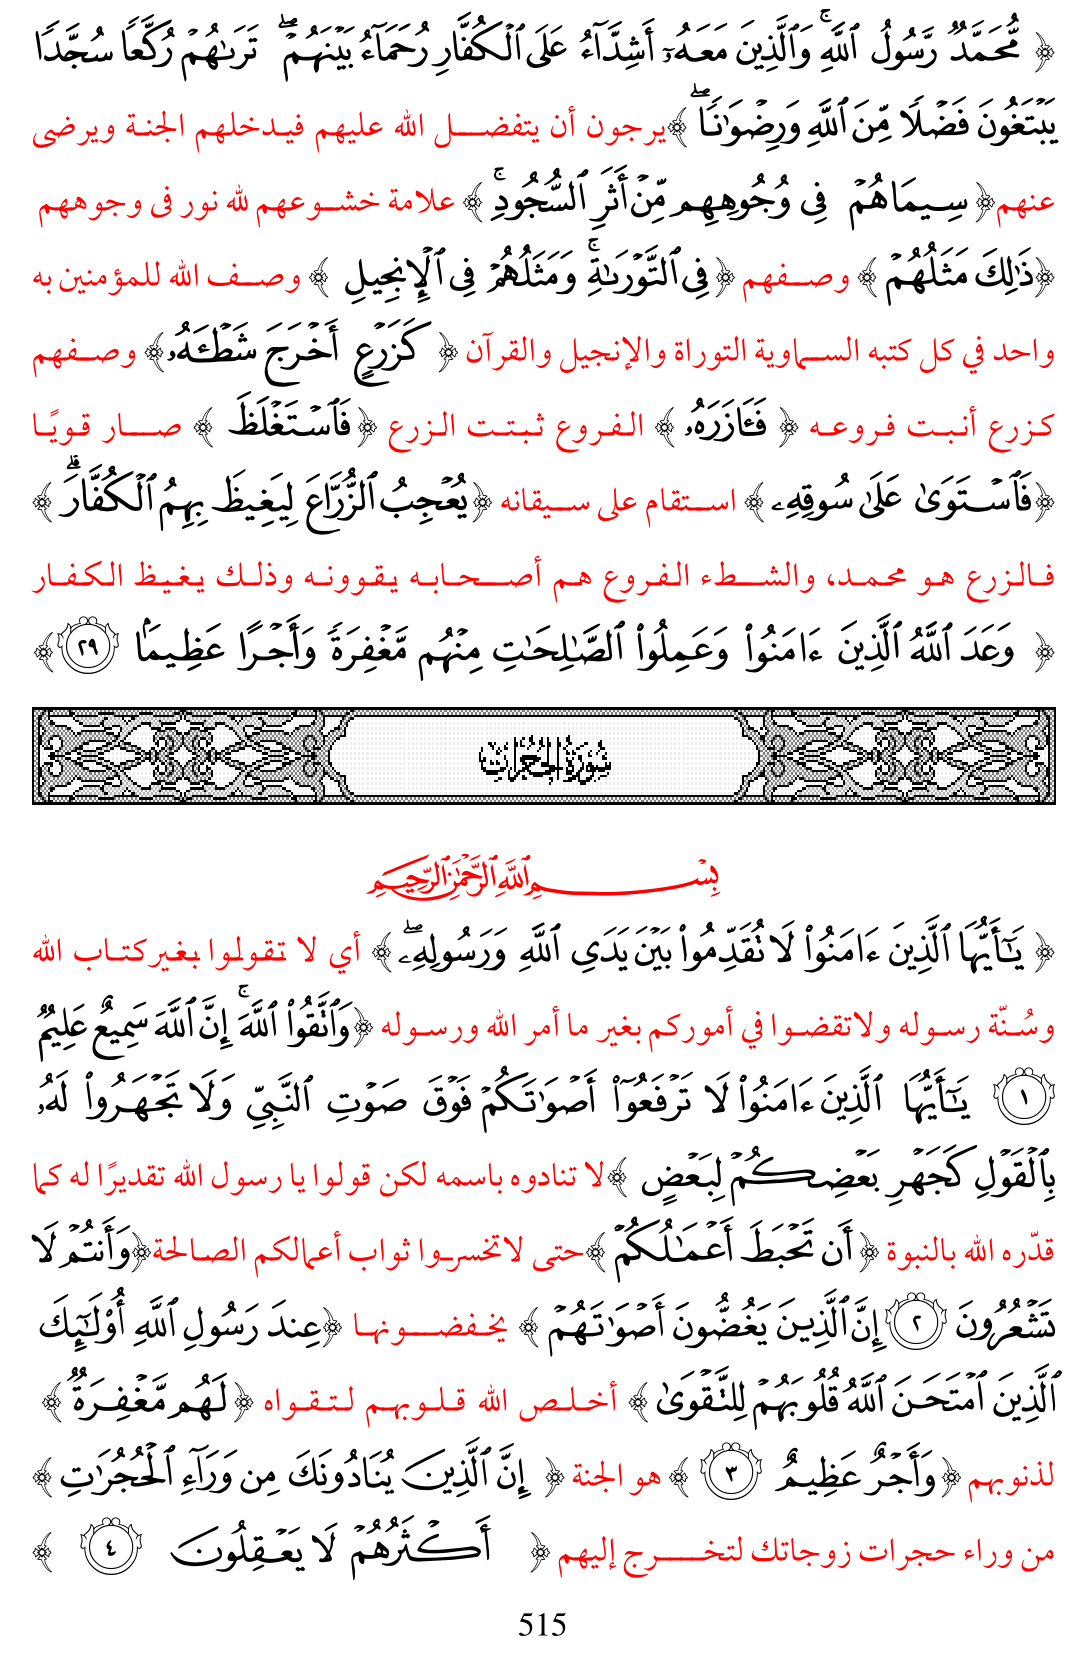 ﴿ مُّحَمَّدٌ رَّسُولُ ٱللَّهِۚ وَٱلَّذِينَ مَعَهُۥٓ أَشِدَّآءُ عَلَى ٱلۡكُفَّارِ رُحَمَآءُ بَيۡنَهُمۡۖ تَرَىٰهُمۡ رُكَّعٗا سُجَّدٗا
يَبۡتَغُونَ فَضۡلٗا مِّنَ ٱللَّهِ وَرِضۡوَٰنٗاۖ ﴾يرجون أن يتفضل الله عليهم فيدخلهم الجنة ويرضى
عنهم﴿ سِيمَاهُمۡ فِي وُجُوهِهِم مِّنۡ أَثَرِ ٱلسُّجُودِۚ ﴾ علامة خشوعهم لله نور فى وجوههم
﴿ذَٰلِكَ مَثَلُهُمۡ ﴾ وصفهم ﴿فِي ٱلتَّوۡرَىٰةِۚ وَمَثَلُهُمۡ فِي ٱلۡإِنجِيلِ ﴾ وصف الله للمؤمنين به
واحد في كل كتبه السماوية التوراة والإنجيل والقرآن ﴿ كَزَرۡعٍ أَخۡرَجَ شَطۡـَٔهُۥ﴾ وصفهم
كزرع أنبت فروعه ﴿ فَـَٔازَرَهُۥ ﴾ الفروع ثبتت الزرع ﴿فَٱسۡتَغۡلَظَ ﴾ صار قويًا
﴿فَٱسۡتَوَىٰ عَلَىٰ سُوقِهِۦ ﴾ استقام على سيقانه ﴿يُعۡجِبُ ٱلزُّرَّاعَ لِيَغِيظَ بِهِمُ ٱلۡكُفَّارَۗ ﴾
فالزرع هو محمد، والشطء الفروع هم أصحابه يقوونه وذلك يغيظ الكفار
﴿ وَعَدَ ٱللَّهُ ٱلَّذِينَ ءَامَنُواْ وَعَمِلُواْ ٱلصَّٰلِحَٰتِ مِنۡهُم مَّغۡفِرَةٗ وَأَجۡرًا عَظِيمَۢا ٢٩ ﴾
سُورَةُ الحُجُرَاتِ
بِسۡمِ ٱللَّهِ ٱلرَّحۡمَٰنِ ٱلرَّحِيمِ
﴿ يَٰٓأَيُّهَا ٱلَّذِينَ ءَامَنُواْ لَا تُقَدِّمُواْ بَيۡنَ يَدَيِ ٱللَّهِ وَرَسُولِهِۦۖ ﴾ أي لا تقولوا بغيركتاب الله
وسُنّة رسوله ولاتقضوا في أموركم بغير ما أمر الله ورسوله ﴿وَٱتَّقُواْ ٱللَّهَۚ إِنَّ ٱللَّهَ سَمِيعٌ عَلِيمٞ
١ يَٰٓأَيُّهَا ٱلَّذِينَ ءَامَنُواْ لَا تَرۡفَعُوٓاْ أَصۡوَٰتَكُمۡ فَوۡقَ صَوۡتِ ٱلنَّبِيِّ وَلَا تَجۡهَرُواْ لَهُۥ
بِٱلۡقَوۡلِ كَجَهۡرِ بَعۡضِكُمۡ لِبَعۡضٍ ﴾لا تنادوه باسمه لكن قولوا يا رسول الله تقديرًا له كما
قدّره الله بالنبوة ﴿أَن تَحۡبَطَ أَعۡمَٰلُكُمۡ ﴾حتى لاتخسروا ثواب أعمالكم الصالحة﴿وَأَنتُمۡ لَا
تَشۡعُرُونَ ٢ إِنَّ ٱلَّذِينَ يَغُضُّونَ أَصۡوَٰتَهُمۡ ﴾ يخفضونها ﴿عِندَ رَسُولِ ٱللَّهِ أُوْلَٰٓئِكَ
ٱلَّذِينَ ٱمۡتَحَنَ ٱللَّهُ قُلُوبَهُمۡ لِلتَّقۡوَىٰ ﴾ أخلص الله قلوبهم لتقواه ﴿لَهُم مَّغۡفِرَةٞ ﴾
لذنوبهم ﴿وَأَجۡرٌ عَظِيمٌ ٣ ﴾ هو الجنة ﴿ إِنَّ ٱلَّذِينَ يُنَادُونَكَ مِن وَرَآءِ ٱلۡحُجُرَٰتِ ﴾
من وراء حجرات زوجاتك لتخرج إليهم ﴿ أَكۡثَرُهُمۡ لَا يَعۡقِلُونَ ٤ ﴾
515